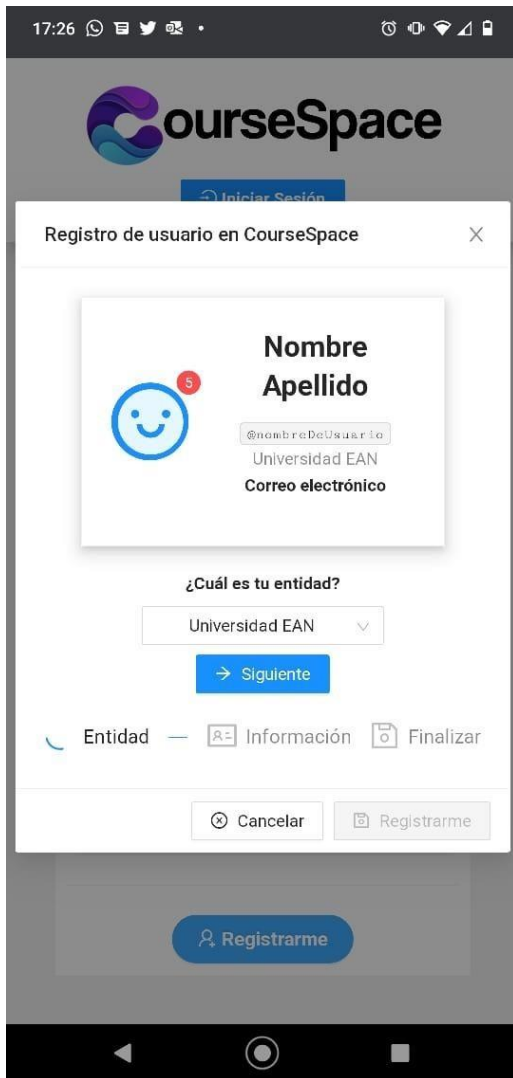 17:26
CourseSpace
Iniciar Sesión
Registro de usuario en CourseSpace
5
Nombre
Apellido
@nombreDeUsuario
Universidad EAN
Correo electrónico
¿Cuál es tu entidad?
Universidad EAN
Siguiente
Entidad
Información
Finalizar
Cancelar
Registrarme
Registrarme